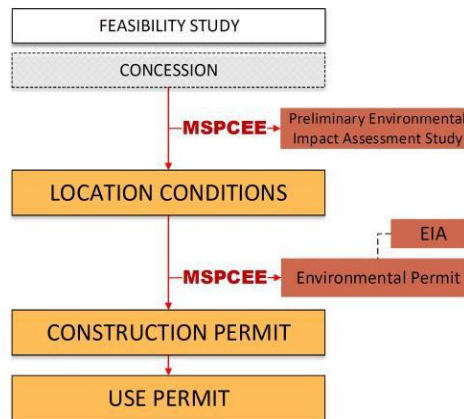 FEASIBILITY STUDY
CONCESSION
MSPCEE
Preliminary Environmental
Impact Assessment Study
LOCATION CONDITIONS
EIA
MSPCEE
Environmental Permit
CONSTRUCTION PERMIT
USE PERMIT